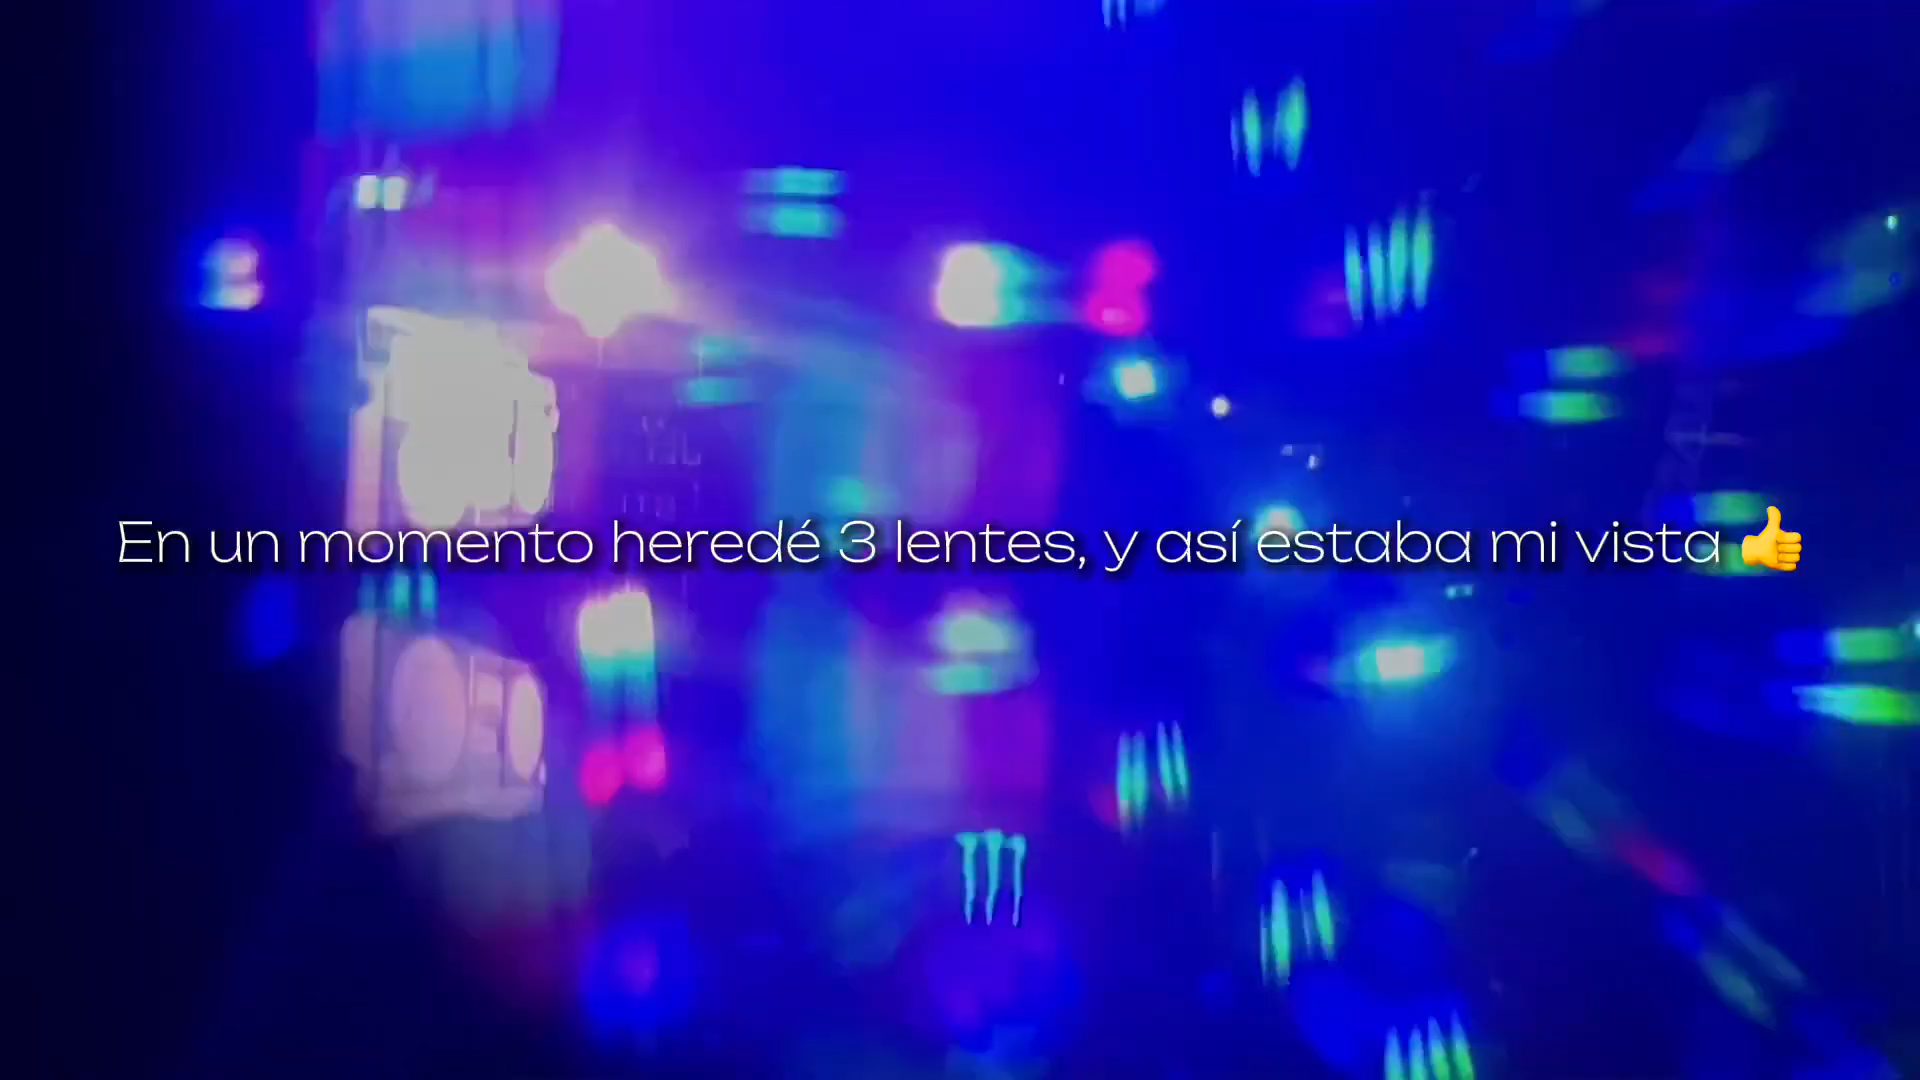 En un momento heredé 3 lentes, y así estaba mi vista 👍